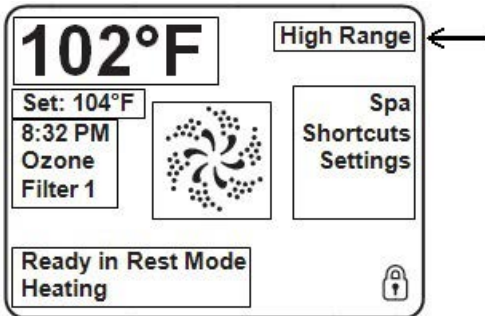 102°F
High Range
Set: 104°F
8:32 PM
Ozone
Filter 1
Spa
Shortcuts
Settings
Ready in Rest Mode
Heating